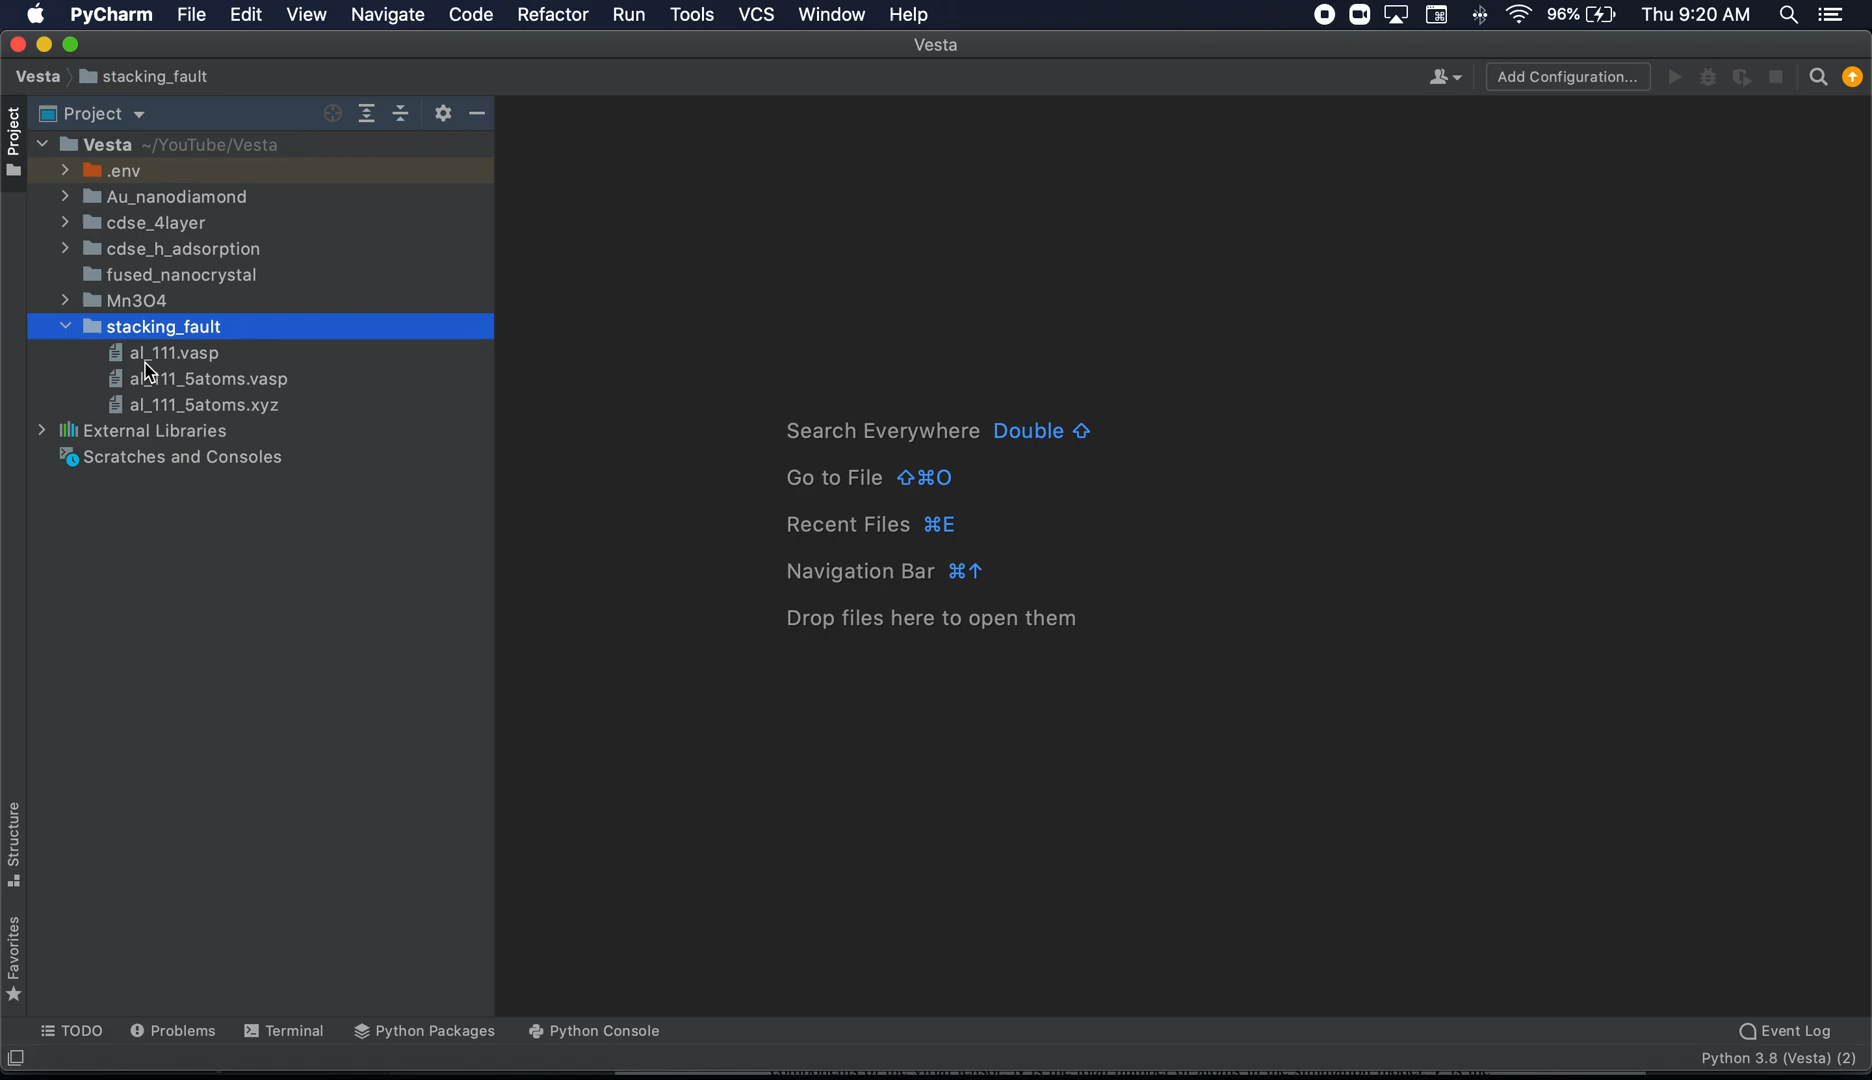 PyCharm File Edit View Navigate Code Refactor Run Tools VCS Window Help 96% Thu 9:20 AM
Vesta
Vesta stacking_fault Add Configuration...
Project
Project
Vesta ~/YouTube/Vesta
.env
Au_nanodiamond
cdse_4layer
cdse_h_adsorption
fused_nanocrystal
Mn3O4
stacking_fault
al_111.vasp
al_111_5atoms.vasp
al_111_5atoms.xyz
External Libraries
Scratches and Consoles
Search Everywhere Double ⇧
Go to File ⇧⌘O
Recent Files ⌘E
Navigation Bar ⌘↑
Drop files here to open them
Structure
Favorites
TODO Problems Terminal Python Packages Python Console Event Log
Python 3.8 (Vesta) (2)